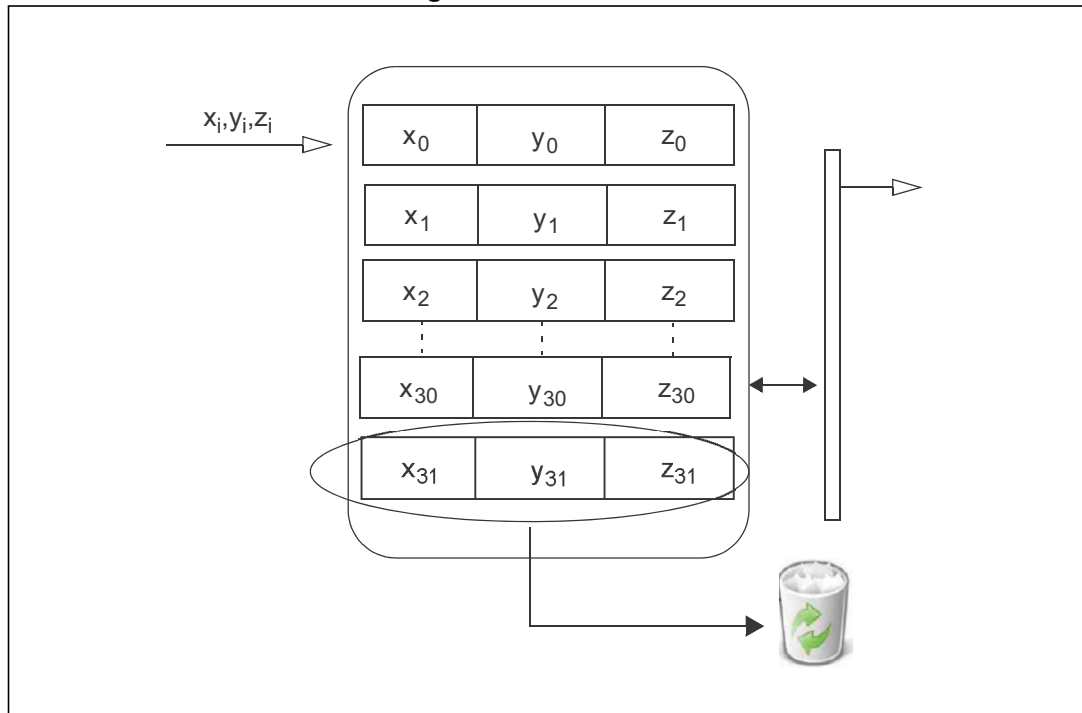 xᵢ,yᵢ,zᵢ
x₀ y₀ z₀
x₁ y₁ z₁
x₂ y₂ z₂
x₃₀ y₃₀ z₃₀
x₃₁ y₃₁ z₃₁